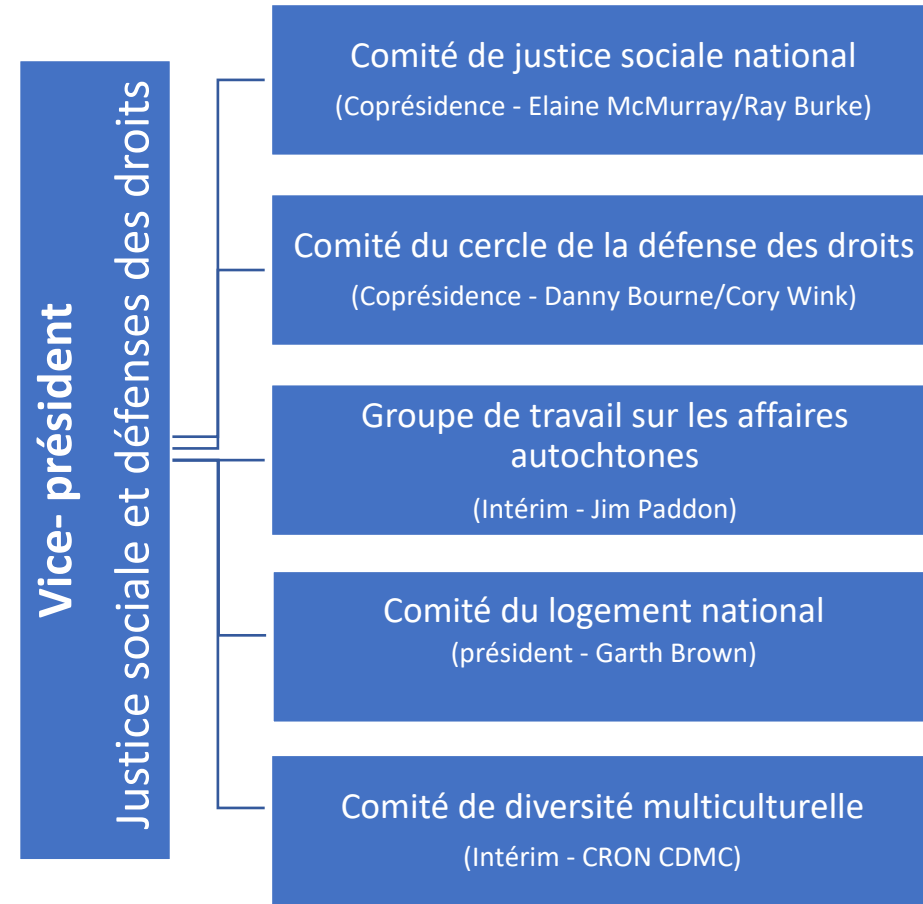 Vice- président
Justice sociale et défenses des droits
Comité de justice sociale national
(Coprésidence - Elaine McMurray/Ray Burke)
Comité du cercle de la défense des droits
(Coprésidence - Danny Bourne/Cory Wink)
Groupe de travail sur les affaires
autochtones
(Intérim - Jim Paddon)
Comité du logement national
(président - Garth Brown)
Comité de diversité multiculturelle
(Intérim - CRON CDMC)